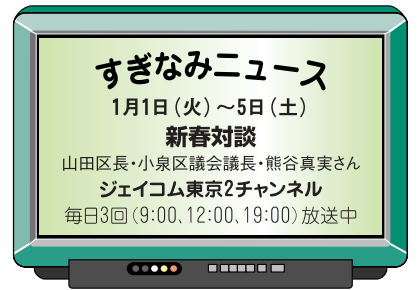 すぎなみニュース
1月1日（火）～5日（土）
新春対談
山田区長・小泉区議会議長・熊谷真実さん
ジェイコム東京2チャンネル
毎日3回（9:00、12:00、19:00）放送中